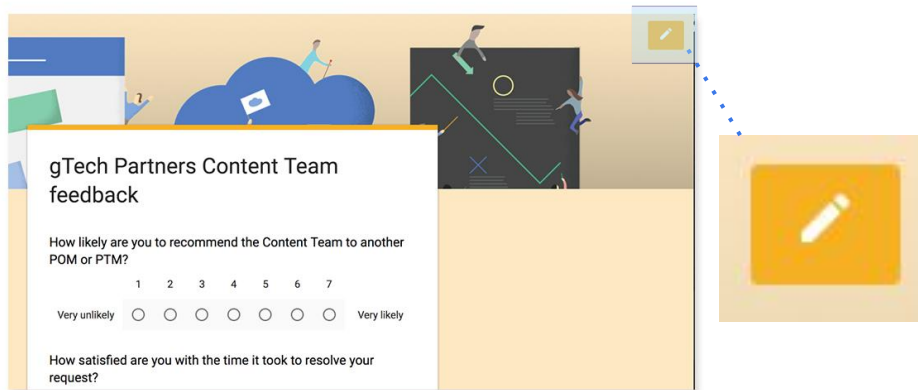 gTech Partners Content Team
feedback
How likely are you to recommend the Content Team to another
POM or PTM?
1 2 3 4 5 6 7
Very unlikely Very likely
How satisfied are you with the time it took to resolve your
request?